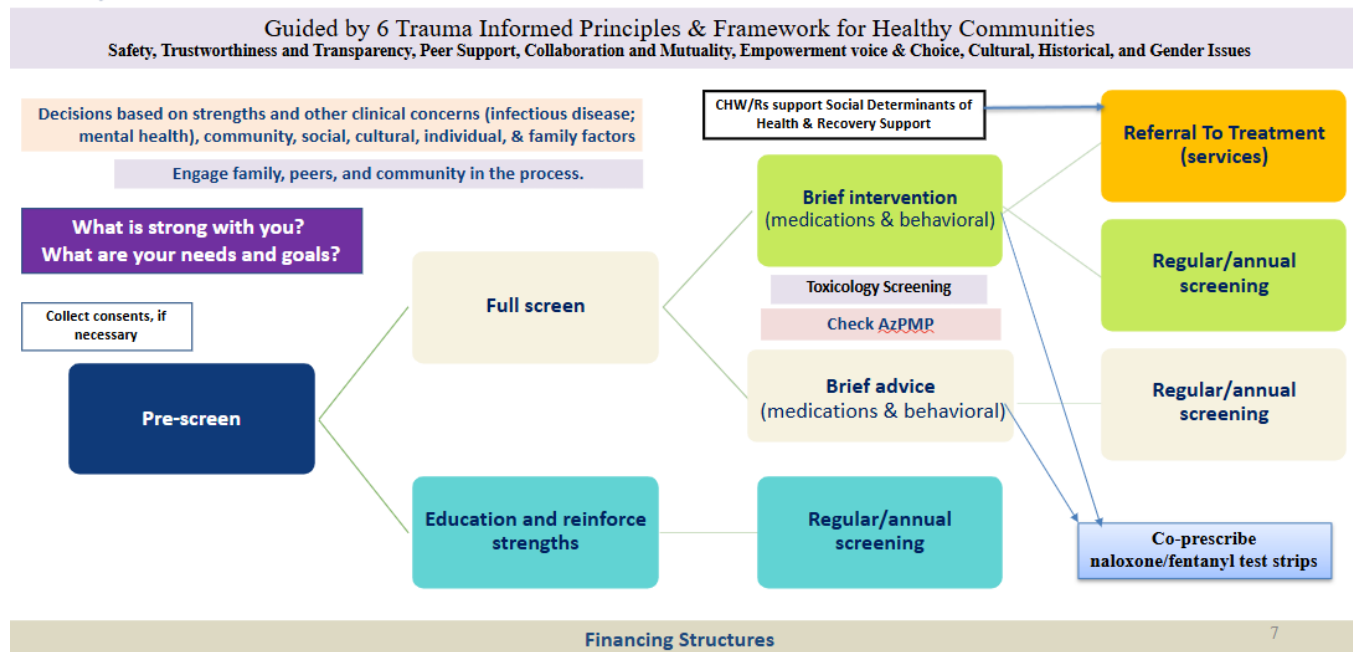 Guided by 6 Trauma Informed Principles & Framework for Healthy Communities
Safety, Trustworthiness and Transparency, Peer Support, Collaboration and Mutuality, Empowerment voice & Choice, Cultural, Historical, and Gender Issues
Decisions based on strengths and other clinical concerns (infectious disease;
mental health), community, social, cultural, individual, & family factors
Engage family, peers, and community in the process.
What is strong with you?
What are your needs and goals?
Collect consents, if
necessary
Pre-screen
Full screen
Education and reinforce
strengths
CHW/Rs support Social Determinants of
Health & Recovery Support
Brief intervention
(medications & behavioral)
Toxicology Screening
Check AzPMP
Brief advice
(medications & behavioral)
Regular/annual
screening
Referral To Treatment
(services)
Regular/annual
screening
Regular/annual
screening
Co-prescribe
naloxone/fentanyl test strips
Financing Structures
7